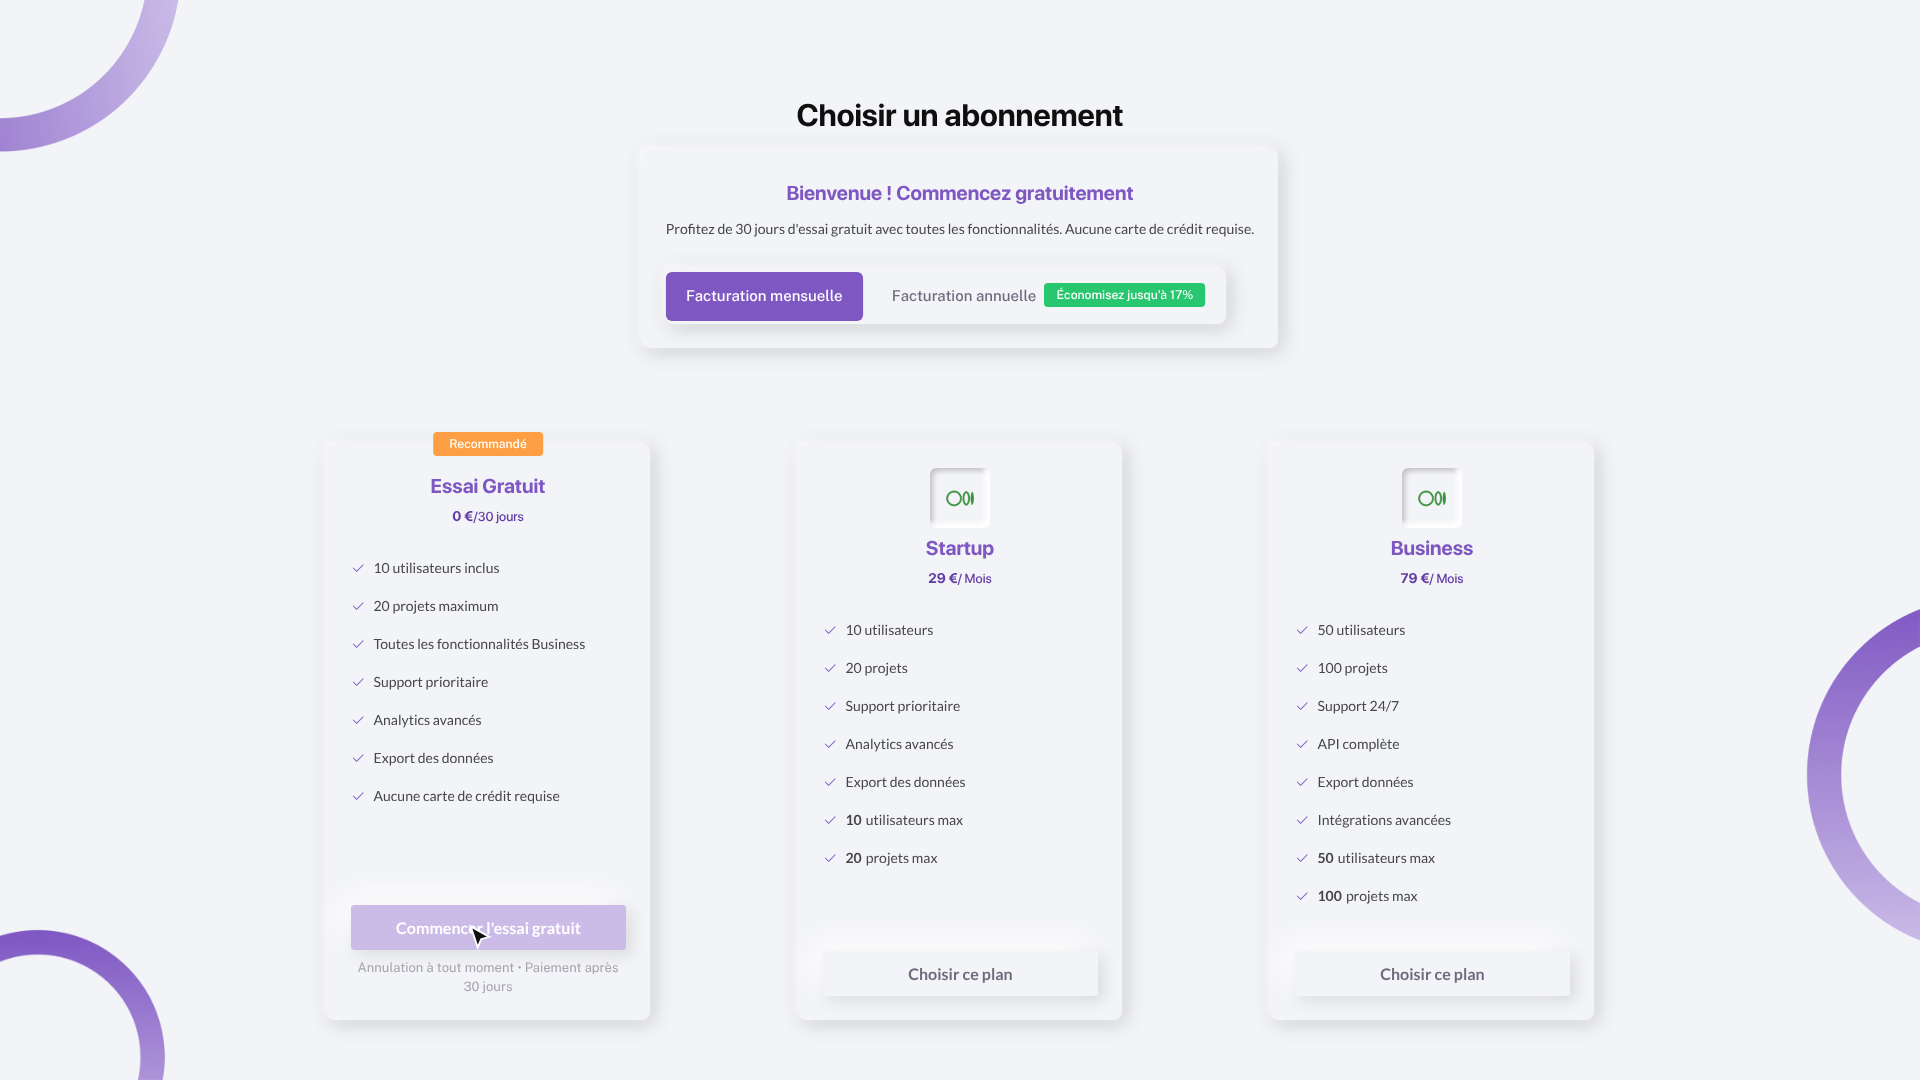 Choisir un abonnement
Bienvenue ! Commencez gratuitement
Profitez de 30 jours d'essai gratuit avec toutes les fonctionnalités. Aucune carte de crédit requise.
Facturation mensuelle
Facturation annuelle
Économisez jusqu'à 17%
Recommandé
Essai Gratuit
0 €/30 jours
10 utilisateurs inclus
20 projets maximum
Toutes les fonctionnalités Business
Support prioritaire
Analytics avancés
Export des données
Aucune carte de crédit requise
Commencer l'essai gratuit
Annulation à tout moment • Paiement après
30 jours
Startup
29 €/ Mois
10 utilisateurs
20 projets
Support prioritaire
Analytics avancés
Export des données
10 utilisateurs max
20 projets max
Choisir ce plan
Business
79 €/ Mois
50 utilisateurs
100 projets
Support 24/7
API complète
Export données
Intégrations avancées
50 utilisateurs max
100 projets max
Choisir ce plan